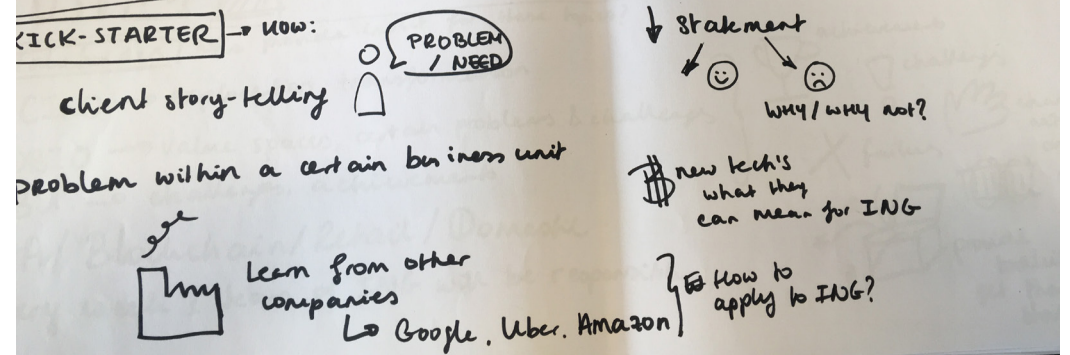 KICK-STARTER → HOW:
PROBLEM
/ NEED
client story-telling
problem within a certain business unit
Learn from other
companies
Google, Uber, Amazon
Statement
WHY/WHY not?
new tech's
what they
can mean for ING
How to
apply to ING?